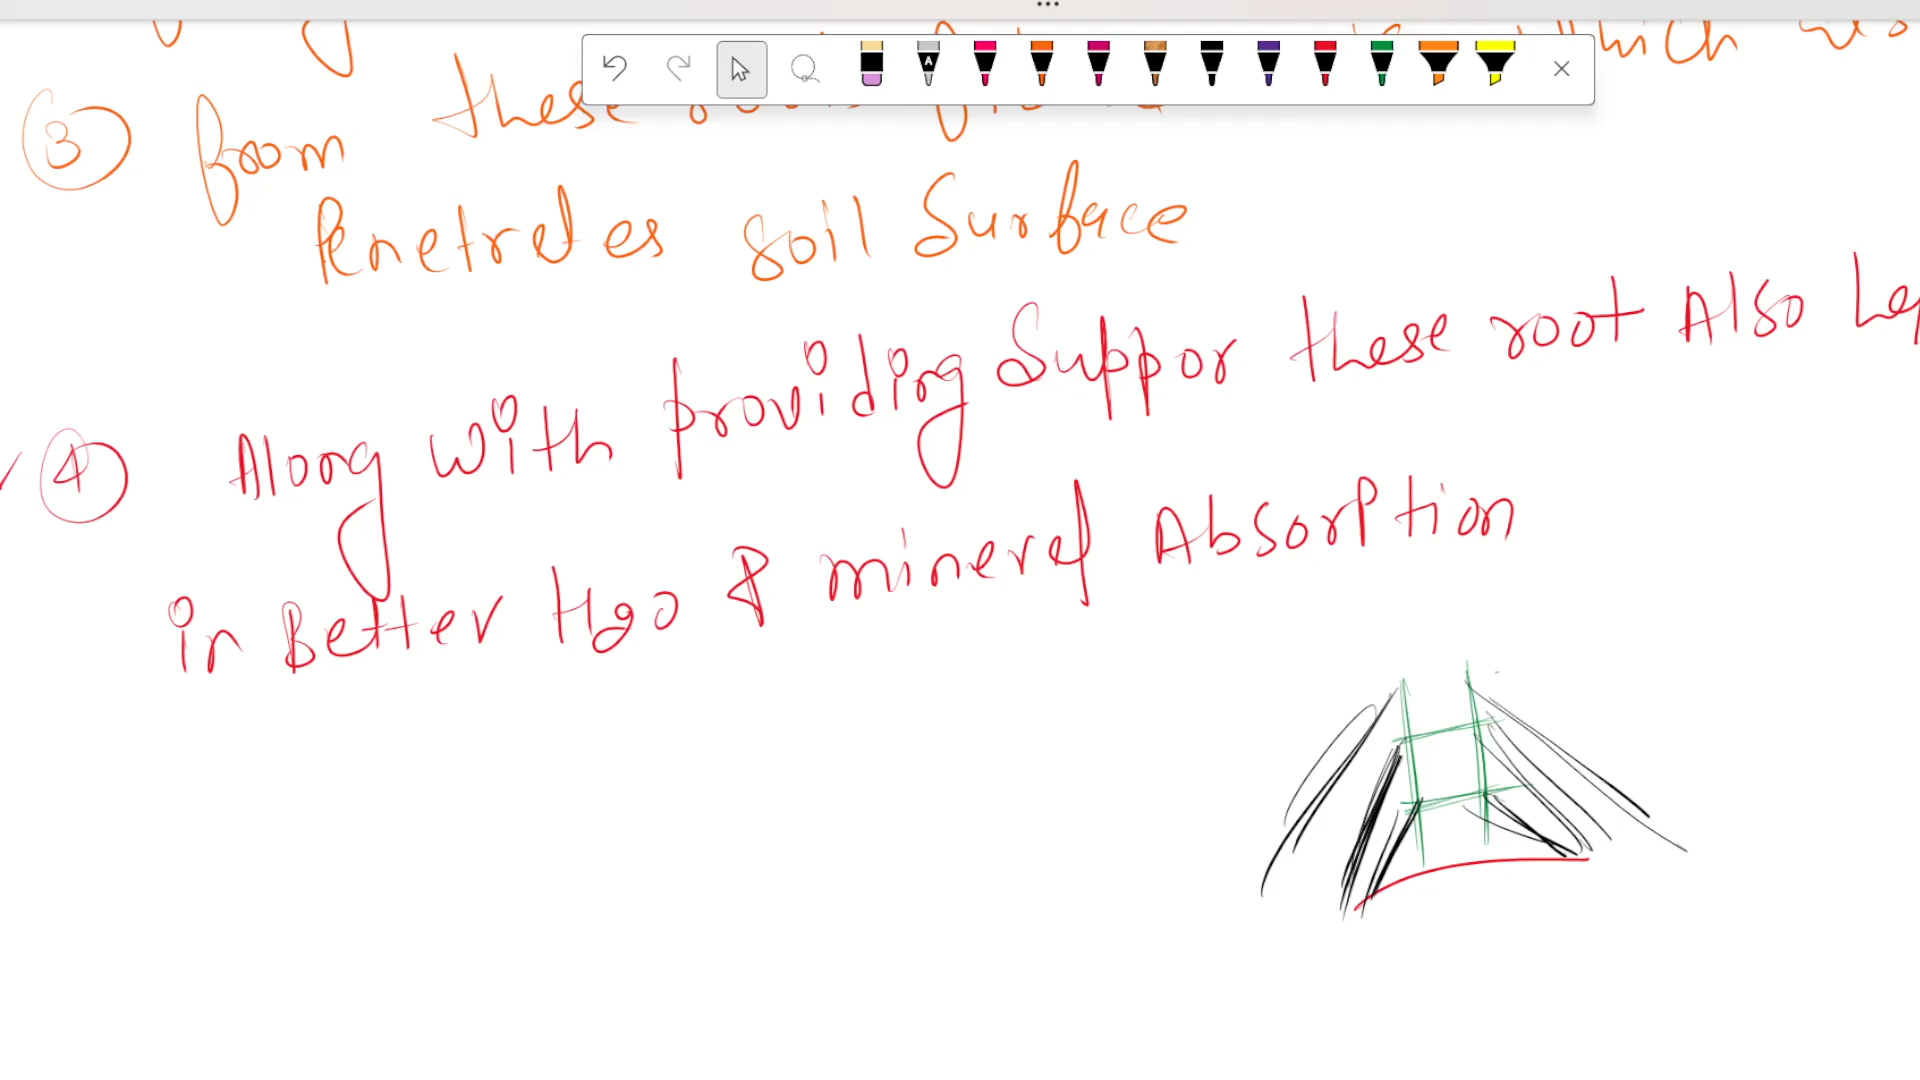 which
③ from these
Penetrates soil Surface
④ Along with providing Suppor these root Also
in Better H2O & mineral Absorption